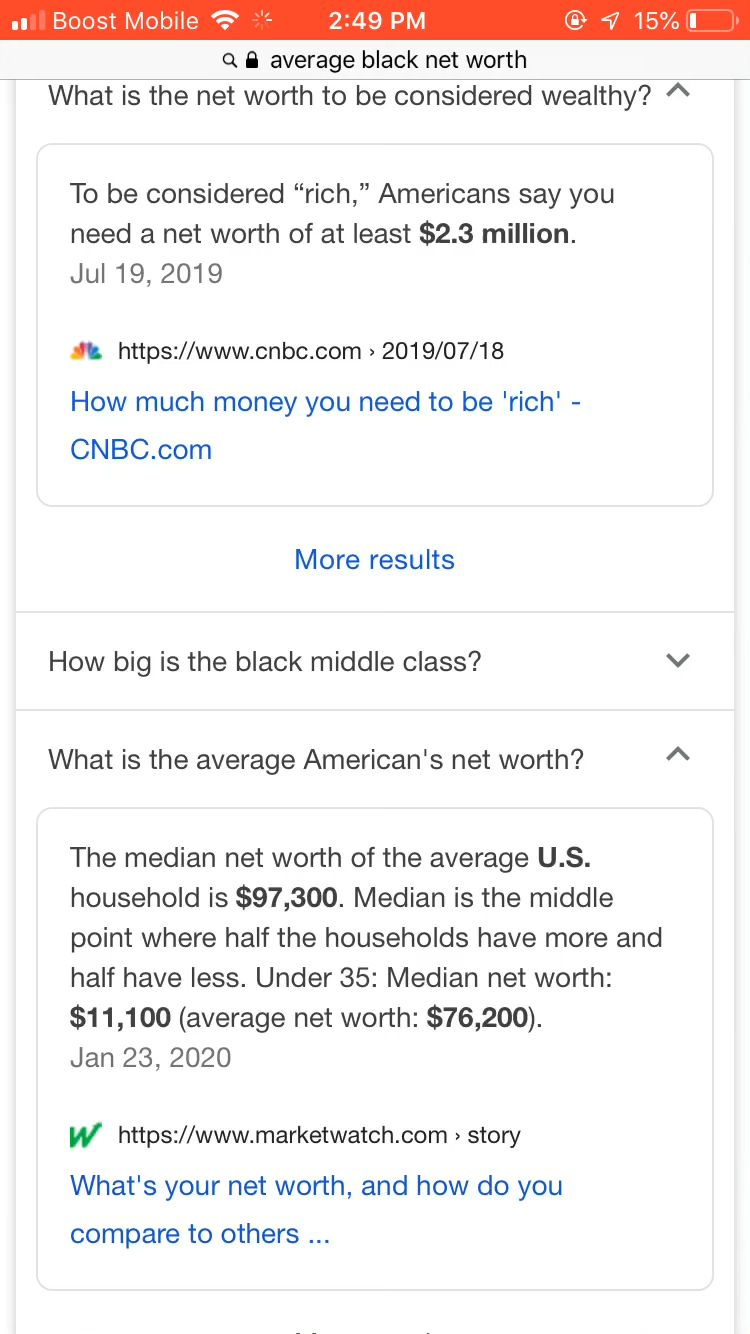 Boost Mobile 2:49 PM 15%
average black net worth
What is the net worth to be considered wealthy?
To be considered “rich,” Americans say you
need a net worth of at least $2.3 million.
Jul 19, 2019
https://www.cnbc.com › 2019/07/18
How much money you need to be 'rich' -
CNBC.com
More results
How big is the black middle class?
What is the average American's net worth?
The median net worth of the average U.S.
household is $97,300. Median is the middle
point where half the households have more and
half have less. Under 35: Median net worth:
$11,100 (average net worth: $76,200).
Jan 23, 2020
https://www.marketwatch.com › story
What's your net worth, and how do you
compare to others ...